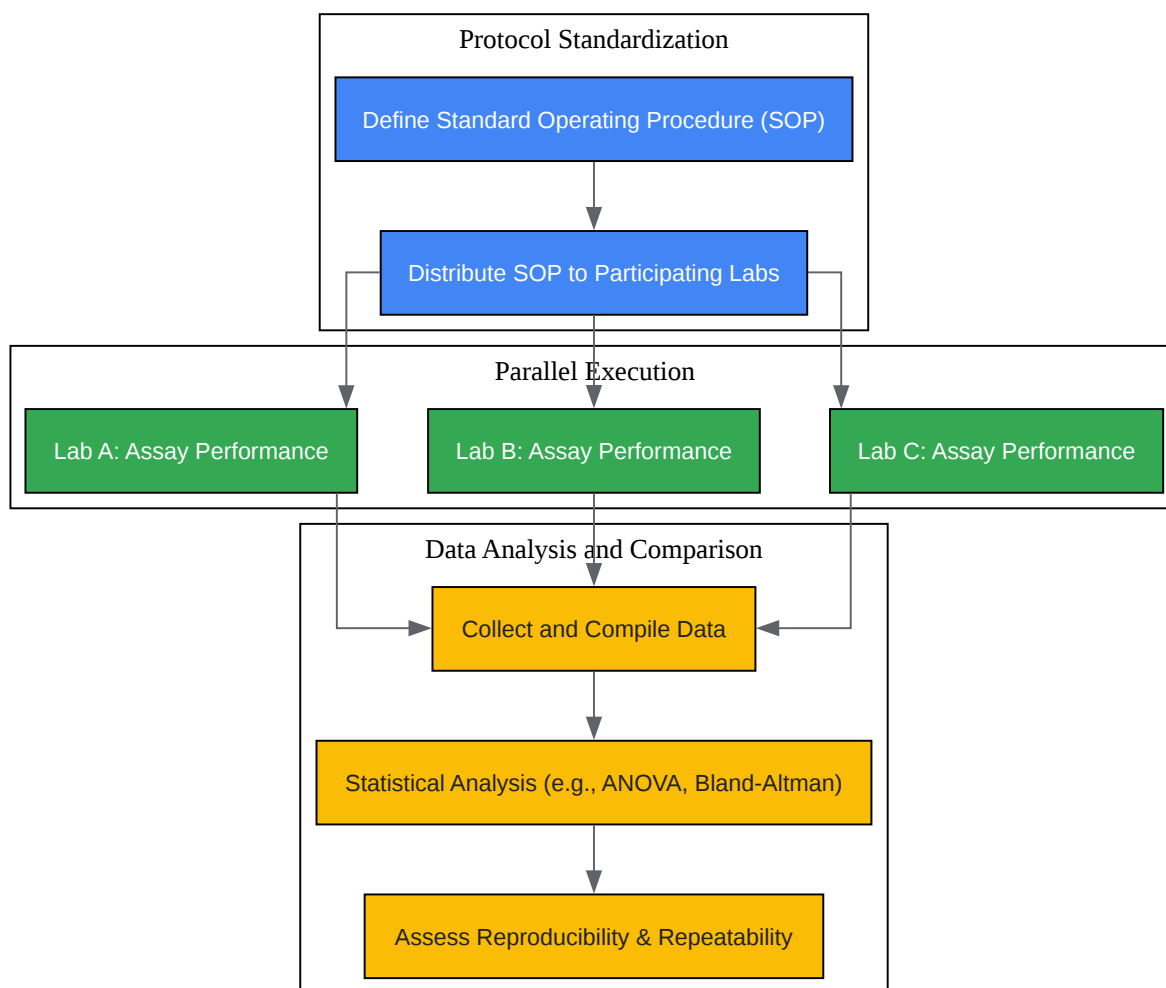 Protocol Standardization
Define Standard Operating Procedure (SOP)
Distribute SOP to Participating Labs
Parallel Execution
Lab A: Assay Performance
Lab B: Assay Performance
Lab C: Assay Performance
Data Analysis and Comparison
Collect and Compile Data
Statistical Analysis (e.g., ANOVA, Bland-Altman)
Assess Reproducibility & Repeatability